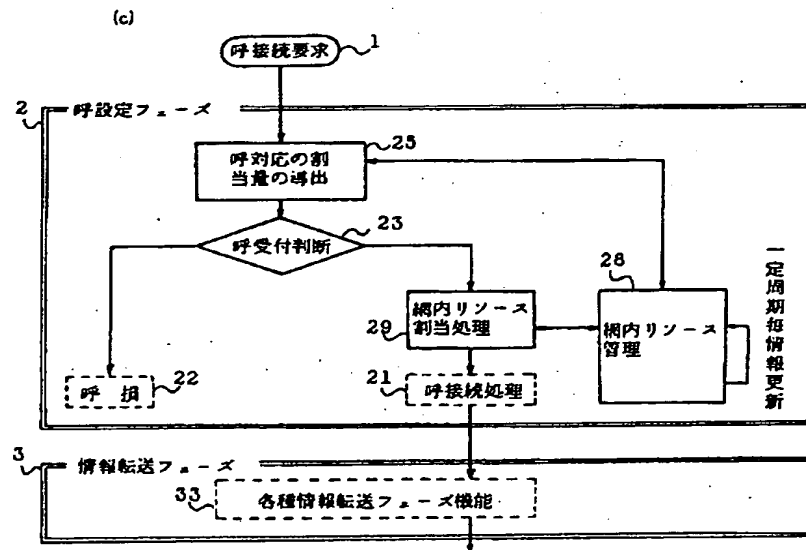 (c)
呼接続要求
1
2
呼設定フェーズ
呼対応の割
当量の導出
25
呼受付判断
23
28
網内リソース
割当処理
29
網内リソース
管理
一定周期毎情報更新
呼損
22
21
呼接続処理
3
情報転送フェーズ
33
各種情報転送フェーズ機能